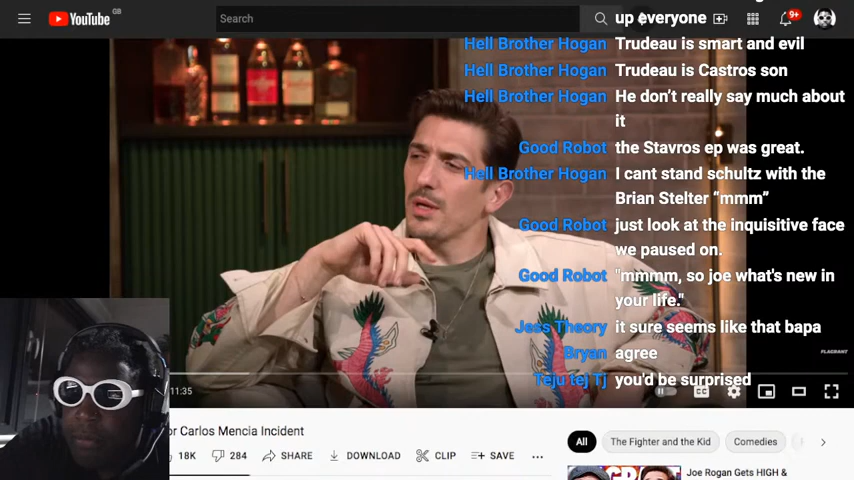 YouTube GB
Search
9+
up everyone
Hell Brother Hogan Trudeau is smart and evil
Hell Brother Hogan Trudeau is Castros son
Hell Brother Hogan He don't really say much about
it
Good Robot the Stavros ep was great.
Hell Brother Hogan I cant stand schultz with the
Brian Stelter “mmm”
Good Robot just look at the inquisitive face
we paused on.
Good Robot "mmmm, so joe what's new in
your life."
Jess Theory it sure seems like that bapa
Bryan agree
Teju tej Tj you'd be surprised
FLAGRANT
11:35
or Carlos Mencia Incident
18K 284 SHARE DOWNLOAD CLIP SAVE
All The Fighter and the Kid Comedies
Joe Rogan Gets HIGH &